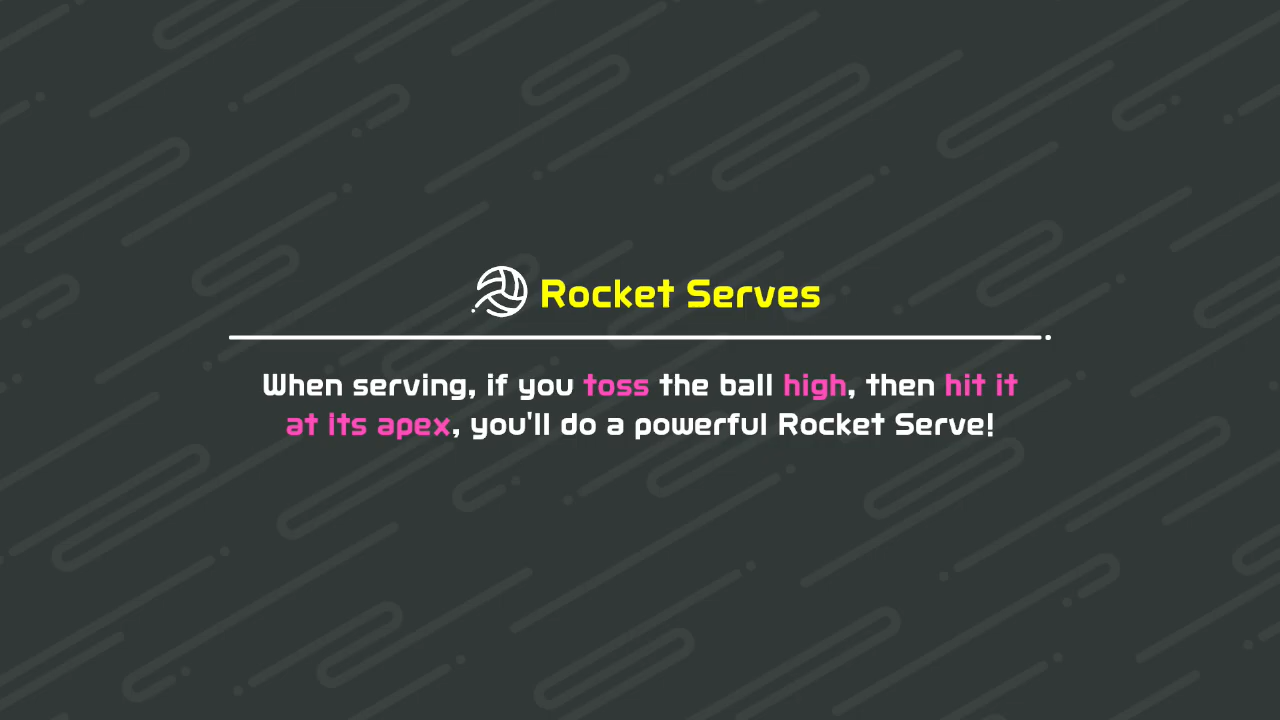 Rocket Serves
When serving, if you toss the ball high, then hit it
at its apex, you'll do a powerful Rocket Serve!